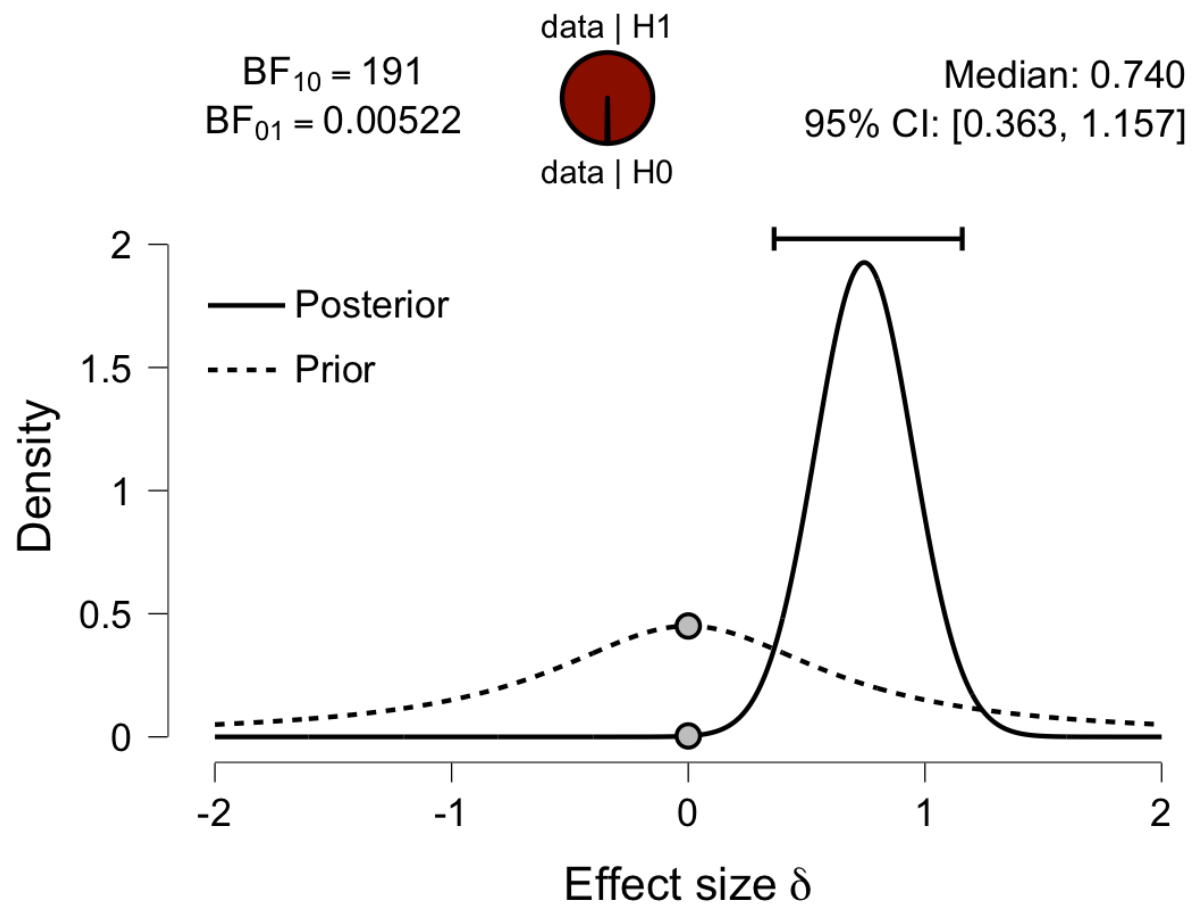 data | H1
BF₁₀ = 191
BF₀₁ = 0.00522
Median: 0.740
95% CI: [0.363, 1.157]
data | H0
Posterior
Prior
Density
2
1.5
1
0.5
0
-2
-1
0
1
2
Effect size δ